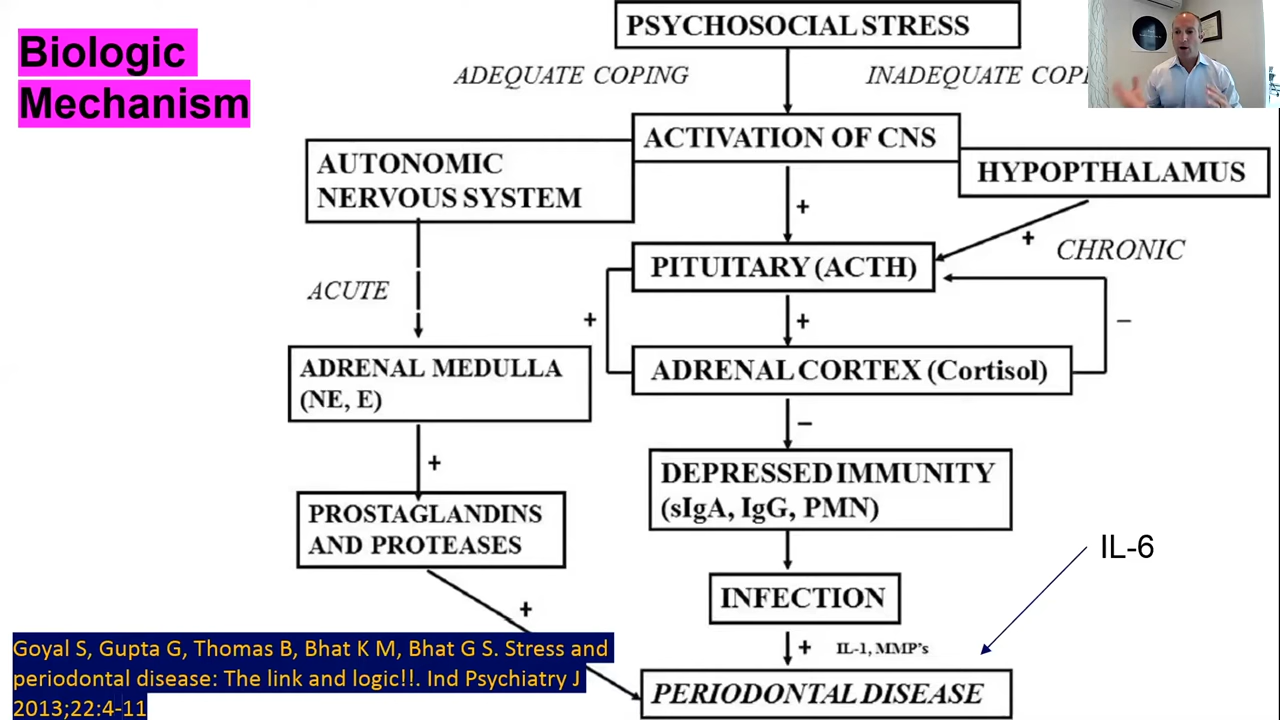 Biologic
Mechanism
PSYCHOSOCIAL STRESS
ADEQUATE COPING
INADEQUATE
ACTIVATION OF CNS
AUTONOMIC
NERVOUS SYSTEM
HYPOPTHALAMUS
+
+
CHRONIC
PITUITARY (ACTH)
ACUTE
+
+
–
ADRENAL MEDULLA
(NE, E)
ADRENAL CORTEX (Cortisol)
–
+
DEPRESSED IMMUNITY
(sIgA, IgG, PMN)
PROSTAGLANDINS
AND PROTEASES
IL-6
INFECTION
+
+ IL-1, MMP's
PERIODONTAL DISEASE
Goyal S, Gupta G, Thomas B, Bhat K M, Bhat G S. Stress and
periodontal disease: The link and logic!!. Ind Psychiatry J
2013;22:4-11